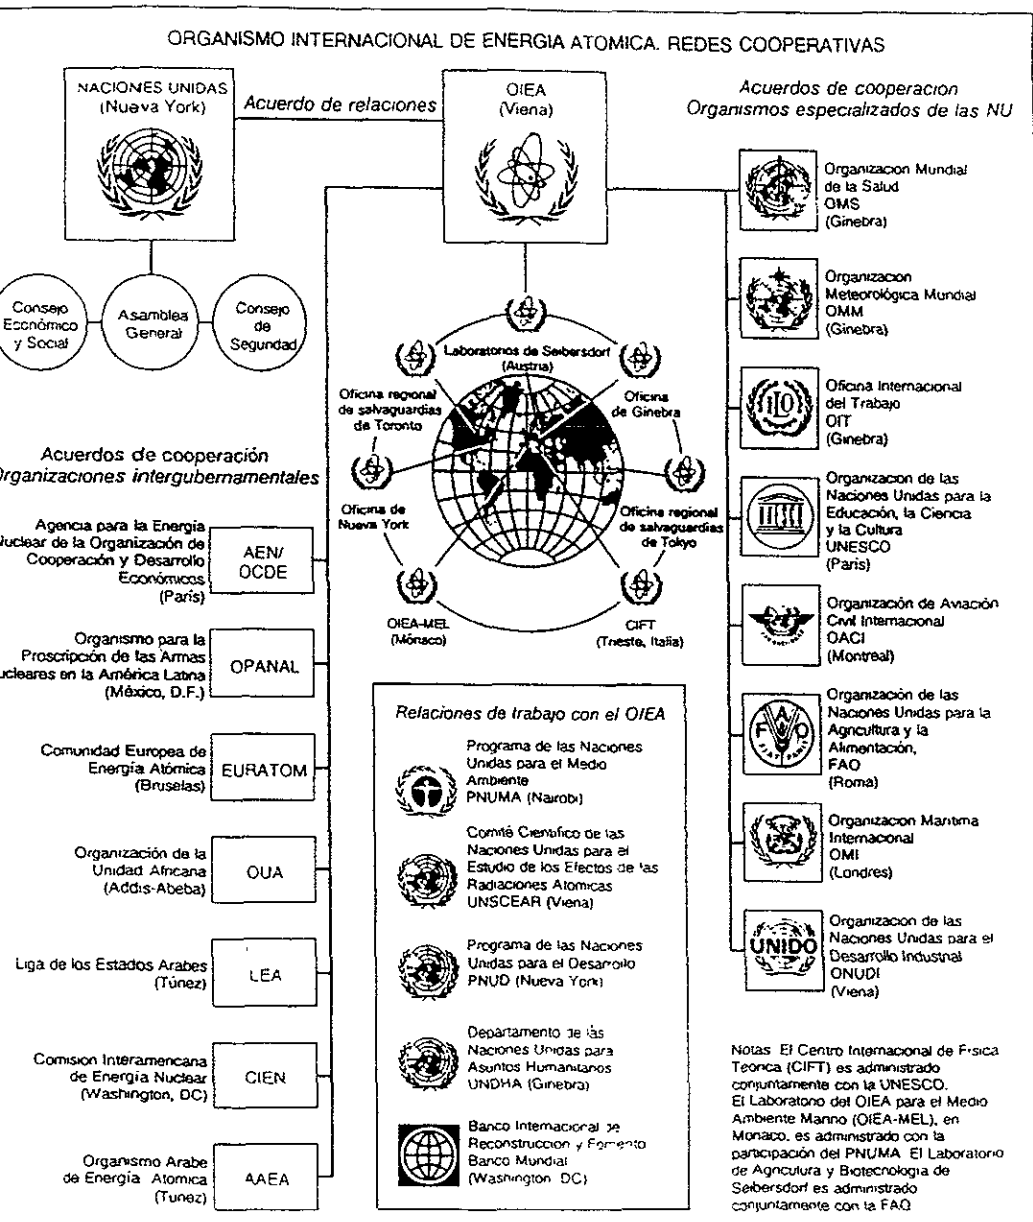 ORGANISMO INTERNACIONAL DE ENERGIA ATOMICA. REDES COOPERATIVAS
NACIONES UNIDAS
(Nueva York)
Acuerdo de relaciones
OIEA
(Viena)
Acuerdos de cooperacion
Organismos especializados de las NU
Consejo
Económico
y Social
Asamblea
General
Consejo
de
Segundad
Laboratorios de Seibersdorf
(Austria)
Oficina regional
de salvaguardias
de Toronto
Oficina
de Ginebra
Oficina de
Nueva York
Oficina regional
de salvaguardias
de Tokyo
OIEA-MEL
(Mónaco)
CIFT
(Trieste, Italia)
Acuerdos de cooperación
Organizaciones intergubernamentales
Agencia para la Energía
Nuclear de la Organización de
Cooperación y Desarrollo
Económicos
(París)
AEN/
OCDE
Organismo para la
Proscripción de las Armas
ucleares en la América Latina
(México, D.F.)
OPANAL
Comunidad Europea de
Energía Atómica
(Bruselas)
EURATOM
Organización de la
Unidad Africana
(Addis-Abeba)
OUA
Liga de los Estados Arabes
(Túnez)
LEA
Comision Interamericana
de Energía Nuclear
(Washington, DC)
CIEN
Organismo Arabe
de Energía Atomica
(Tunez)
AAEA
Relaciones de trabajo con el OIEA
Programa de las Naciones
Unidas para el Medio
Ambiente
PNUMA (Nairobi)
Comité Científico de las
Naciones Unidas para el
Estudio de los Efectos de las
Radiaciones Atomicas
UNSCEAR (Viena)
Programa de las Naciones
Unidas para el Desarrollo
PNUD (Nueva York)
Departamento de las
Naciones Unidas para
Asuntos Humanitarios
UNDHA (Ginebra)
Banco Internacional de
Reconstruccion y Fomento
Banco Mundial
(Washington DC)
Organizacion Mundial
de la Salud
OMS
(Ginebra)
Organizacion
Meteorológica Mundial
OMM
(Ginebra)
ILO
Oficina Internacional
del Trabajo
OIT
(Ginebra)
Organizacion de las
Naciones Unidas para la
Educación, la Ciencia
y la Cultura
UNESCO
(París)
Organización de Aviación
Civil Internacional
OACI
(Montreal)
F A O
FIAT PANIS
Organización de las
Naciones Unidas para la
Agricultura y la
Alimentación,
FAO
(Roma)
Organizacion Maritima
Internacional
OMI
(Londres)
UNIDO
Organizacion de las
Naciones Unidas para el
Desarrollo Industrial
ONUDI
(Viena)
Notas El Centro Internacional de Fisica
Teorica (CIFT) es administrado
conjuntamente con la UNESCO.
El Laboratorio del OIEA para el Medio
Ambiente Marino (OIEA-MEL), en
Monaco, es administrado con la
participación del PNUMA El Laboratorio
de Agricultura y Biotecnologia de
Seibersdorf es administrado
conjuntamente con la FAO